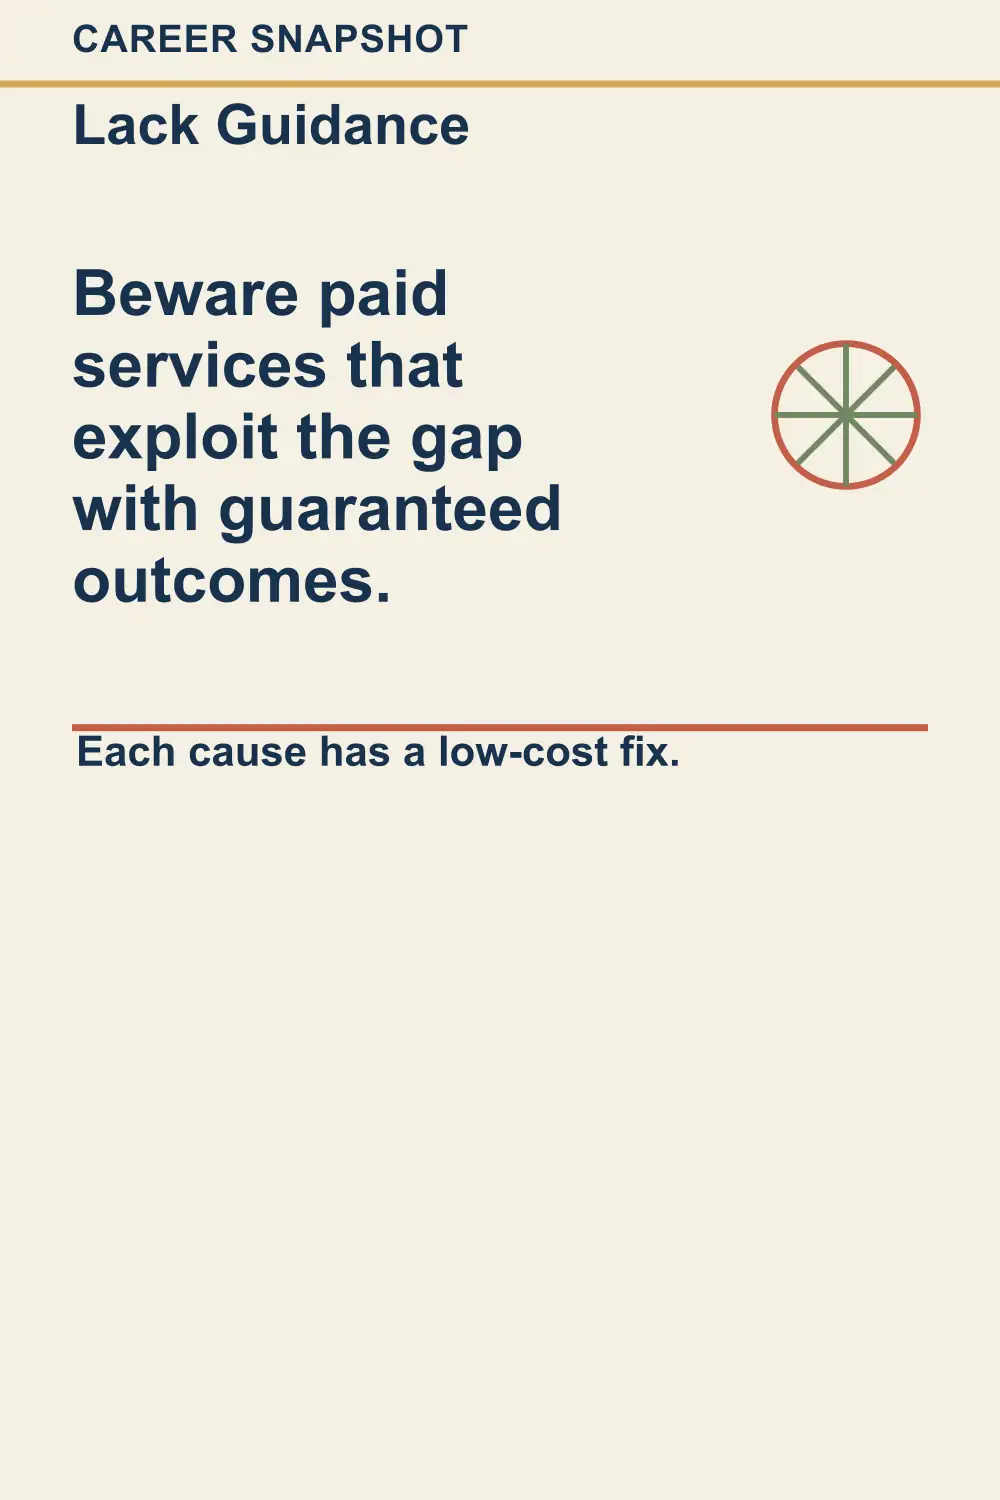 CAREER SNAPSHOT
Lack Guidance
Beware paid
services that
exploit the gap
with guaranteed
outcomes.
Each cause has a low-cost fix.